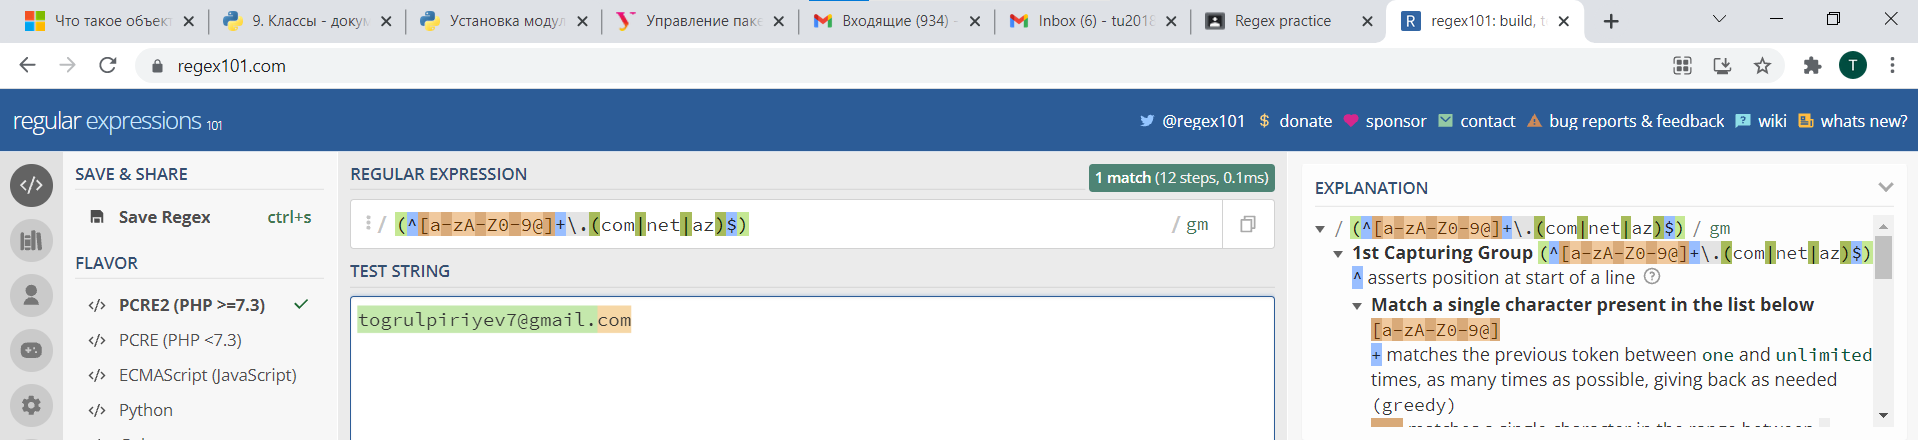 Что такое объект
9. Классы - докум
Установка модул
Управление паке
Входящие (934) -
Inbox (6) - tu2018
Regex practice
regex101: build, t
regex101.com
T
regular expressions 101
@regex101
$ donate
sponsor
contact
bug reports & feedback
wiki
whats new?
SAVE & SHARE
Save Regex ctrl+s
FLAVOR
</> PCRE2 (PHP >=7.3)
</> PCRE (PHP <7.3)
</> ECMAScript (JavaScript)
</> Python
REGULAR EXPRESSION
1 match (12 steps, 0.1ms)
/ (^[a-zA-Z0-9@]+\.(com|net|az)$) / gm
TEST STRING
togrulpiriyev7@gmail.com
EXPLANATION
/ (^[a-zA-Z0-9@]+\.(com|net|az)$) / gm
1st Capturing Group (^[a-zA-Z0-9@]+\.(com|net|az)$)
^ asserts position at start of a line
Match a single character present in the list below
[a-zA-Z0-9@]
+ matches the previous token between one and unlimited
times, as many times as possible, giving back as needed
(greedy)